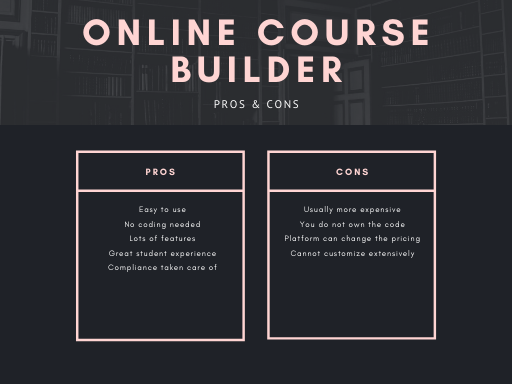 ONLINE COURSE
BUILDER
PROS & CONS
PROS
Easy to use
No coding needed
Lots of features
Great student experience
Compliance taken care of
CONS
Usually more expensive
You do not own the code
Platform can change the pricing
Cannot customize extensively